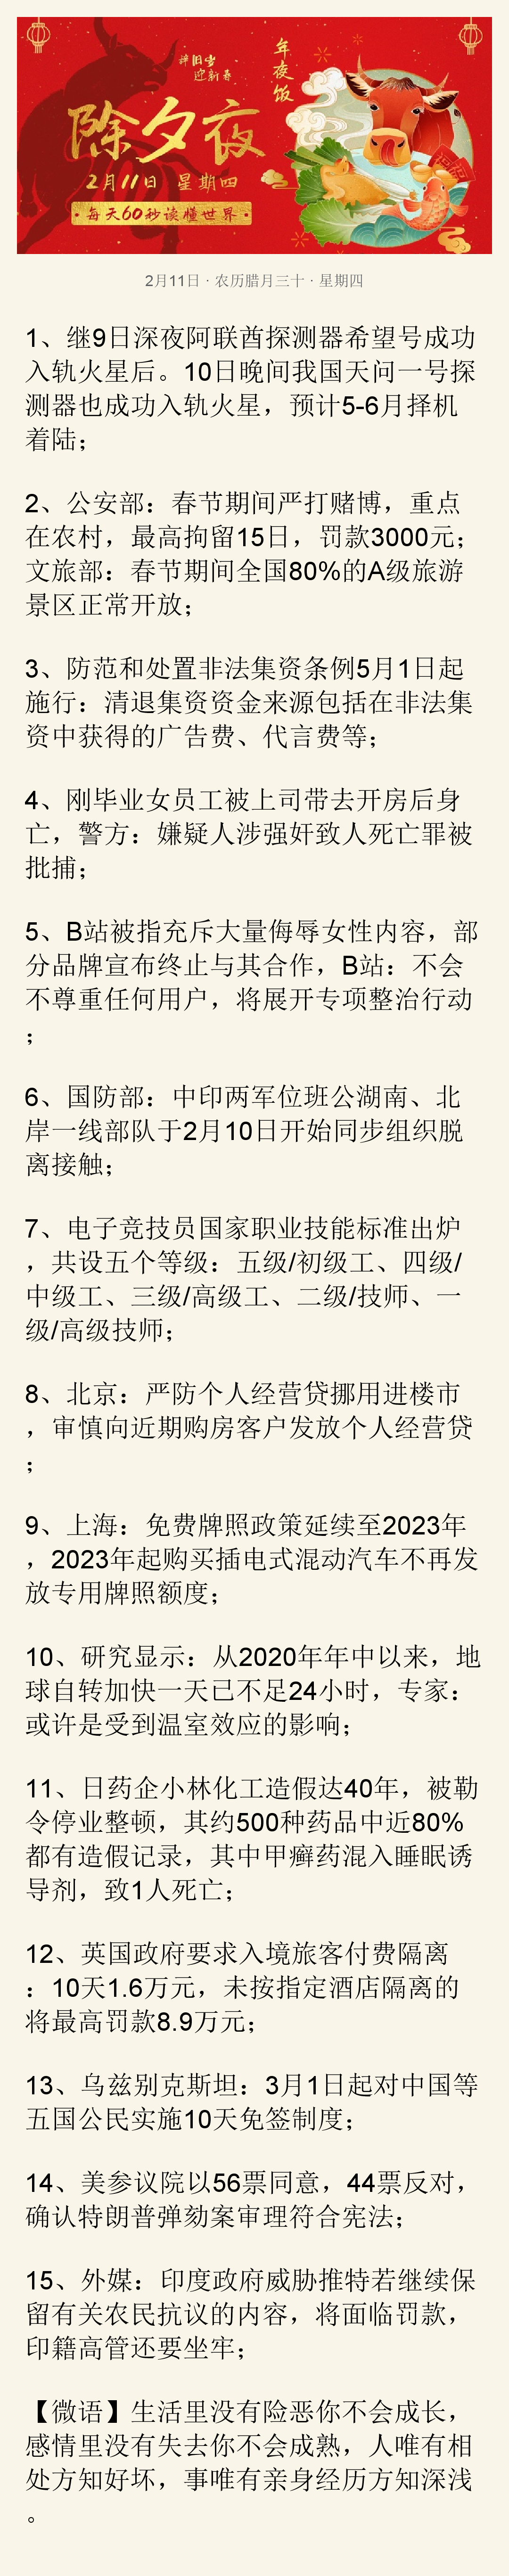 辞旧岁
迎新春
年夜饭
除夕夜
2月11日 星期四
·每天60秒读懂世界·
2月11日 · 农历腊月三十 · 星期四
1、继9日深夜阿联酋探测器希望号成功
入轨火星后。10日晚间我国天问一号探
测器也成功入轨火星，预计5-6月择机
着陆；
2、公安部：春节期间严打赌博，重点
在农村，最高拘留15日，罚款3000元；
文旅部：春节期间全国80%的A级旅游
景区正常开放；
3、防范和处置非法集资条例5月1日起
施行：清退集资资金来源包括在非法集
资中获得的广告费、代言费等；
4、刚毕业女员工被上司带去开房后身
亡，警方：嫌疑人涉强奸致人死亡罪被
批捕；
5、B站被指充斥大量侮辱女性内容，部
分品牌宣布终止与其合作，B站：不会
不尊重任何用户，将展开专项整治行动
；
6、国防部：中印两军位班公湖南、北
岸一线部队于2月10日开始同步组织脱
离接触；
7、电子竞技员国家职业技能标准出炉
，共设五个等级：五级/初级工、四级/
中级工、三级/高级工、二级/技师、一
级/高级技师；
8、北京：严防个人经营贷挪用进楼市
，审慎向近期购房客户发放个人经营贷
；
9、上海：免费牌照政策延续至2023年
，2023年起购买插电式混动汽车不再发
放专用牌照额度；
10、研究显示：从2020年年中以来，地
球自转加快一天已不足24小时，专家：
或许是受到温室效应的影响；
11、日药企小林化工造假达40年，被勒
令停业整顿，其约500种药品中近80%
都有造假记录，其中甲癣药混入睡眠诱
导剂，致1人死亡；
12、英国政府要求入境旅客付费隔离
：10天1.6万元，未按指定酒店隔离的
将最高罚款8.9万元；
13、乌兹别克斯坦：3月1日起对中国等
五国公民实施10天免签制度；
14、美参议院以56票同意，44票反对，
确认特朗普弹劾案审理符合宪法；
15、外媒：印度政府威胁推特若继续保
留有关农民抗议的内容，将面临罚款，
印籍高管还要坐牢；
【微语】生活里没有险恶你不会成长，
感情里没有失去你不会成熟，人唯有相
处方知好坏，事唯有亲身经历方知深浅
。